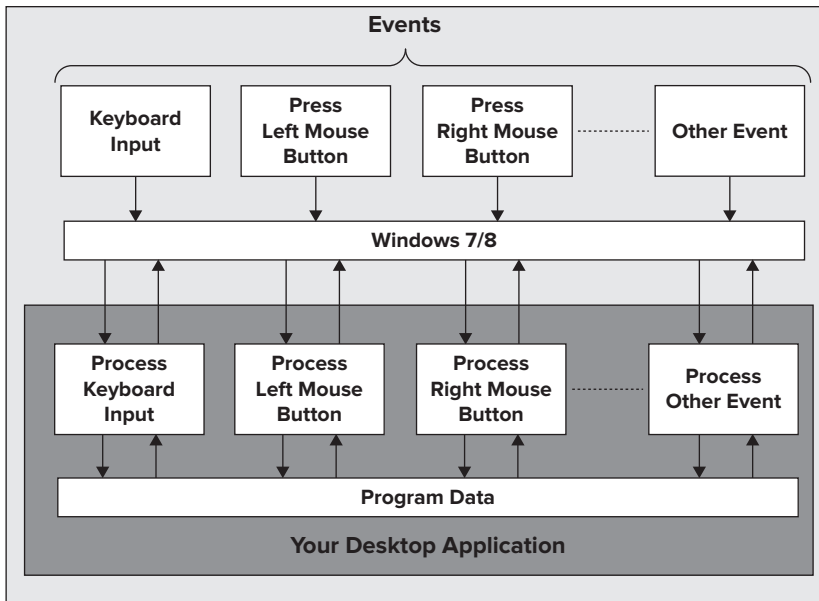 Events
Keyboard
Input
Press
Left Mouse
Button
Press
Right Mouse
Button
Other Event
Windows 7/8
Process
Keyboard
Input
Process
Left Mouse
Button
Process
Right Mouse
Button
Process
Other Event
Program Data
Your Desktop Application